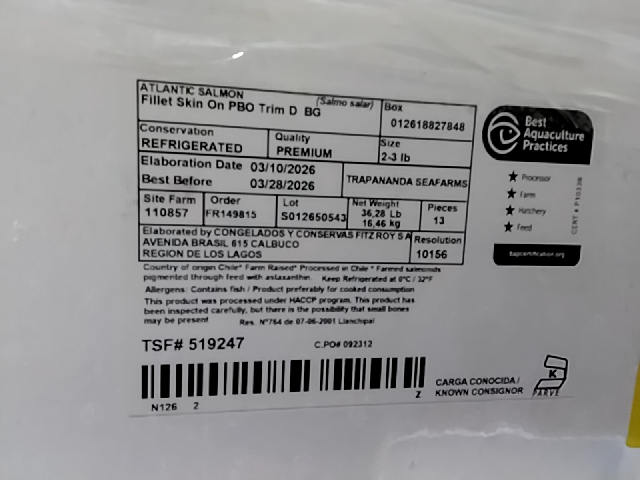 ATLANTIC SALMON
(Salmo salar)
Fillet Skin On PBO Trim D BG
Box
012618827848
Conservation
REFRIGERATED
Quality
PREMIUM
Size
2-3 lb
Elaboration Date 03/10/2026
Best Before 03/28/2026
TRAPANANDA SEAFARMS
Site Farm
110857
Order
FR149815
Lot
S012650543
Net Weight
36,28 Lb
16,46 kg
Pieces
13
Elaborated by CONGELADOS Y CONSERVAS FITZ ROY S.A
AVENIDA BRASIL 615 CALBUCO
REGION DE LOS LAGOS
Resolution
10156
Country of origin Chile* Farm Raised* Processed in Chile * Farmed salmonds
pigmented through feed with astaxanthin. Keep Refrigerated at 0°C / 32°F
Allergens: Contains fish / Product preferably for cooked consumption
This product was processed under HACCP program. This product has
been inspected carefully, but there is the possibility that small bones
may be present Res. N°764 de 07-06-2001 Llanchipal
TSF# 519247
C.PO# 092312
N126 2
Z
CARGA CONOCIDA /
KNOWN CONSIGNOR
K
PARVE
Best
Aquaculture
Practices
Processor
Farm
Hatchery
Feed
bapcertification.org